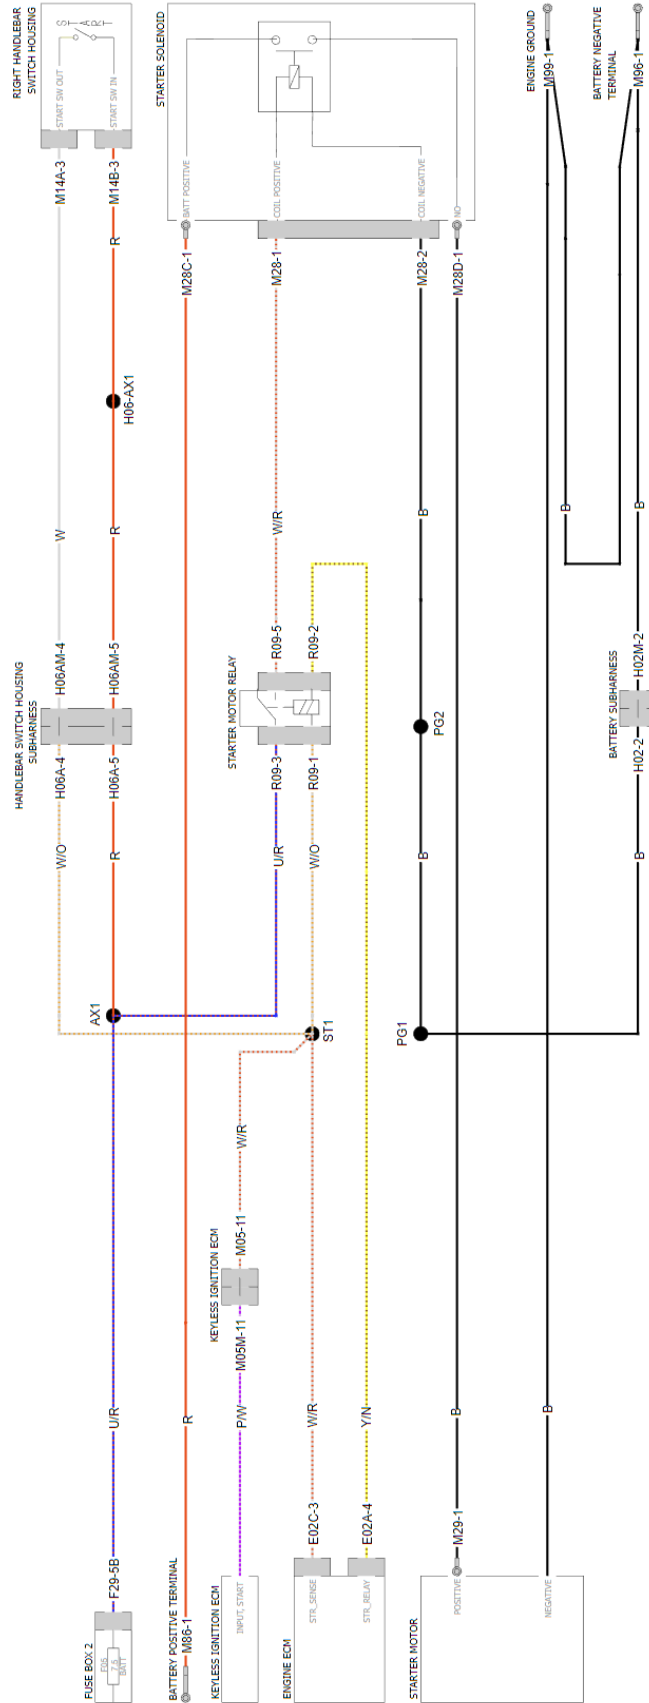 RIGHT HANDLEBAR
SWITCH HOUSING
START
START SW OUT
START SW IN
M14A-3
M14B-3
R
H06-AX1
W
R
H06AM-4
H06AM-5
HANDLEBAR SWITCH HOUSING
SUBHARNESS
H06A-4
H06A-5
W/O
R
AX1
U/R
F29-5B
FUSE BOX 2
F05
7.5
BATT
STARTER SOLENOID
BATT POSITIVE
COIL POSITIVE
COIL NEGATIVE
NO
M28C-1
M28-1
M28-2
M28D-1
W/R
B
R09-5
R09-2
STARTER MOTOR RELAY
R09-3
R09-1
PG2
U/R
W/O
B
ST1
PG1
W/R
M05-11
KEYLESS IGNITION ECM
M05M-11
R
P/W
W/R
Y/N
B
B
BATTERY POSITIVE TERMINAL
M86-1
KEYLESS IGNITION ECM
INPUT, START
E02C-3
E02A-4
ENGINE ECM
STR_SENSE
STR_RELAY
M29-1
STARTER MOTOR
POSITIVE
NEGATIVE
ENGINE GROUND
M99-1
BATTERY NEGATIVE
TERMINAL
M96-1
B
B
H02M-2
BATTERY SUBHARNESS
H02-2
B